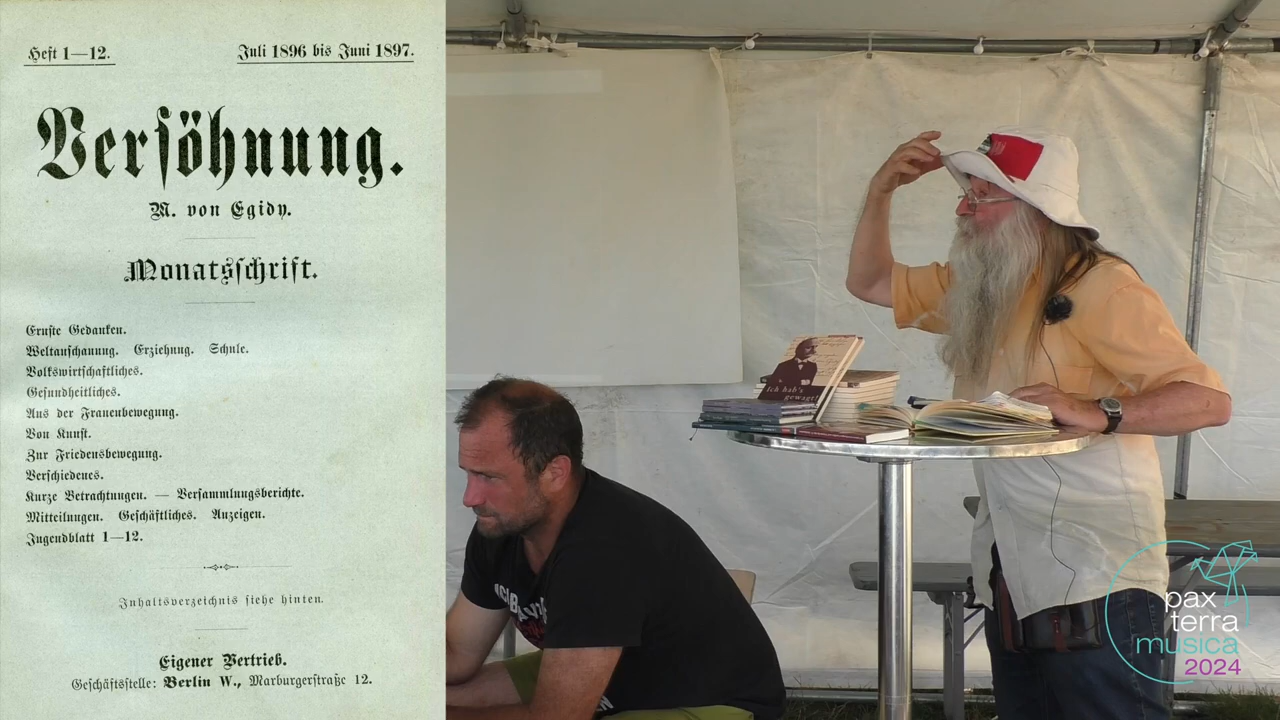 Heft 1—12.
Juli 1896 bis Juni 1897.
Versöhnung.
M. von Egidy.
Monatsschrift.
Ernste Gedanken.
Weltanschauung. Erziehung. Schule.
Volkswirtschaftliches.
Gesundheitliches.
Aus der Frauenbewegung.
Von Kunst.
Zur Friedensbewegung.
Verschiedenes.
Kurze Betrachtungen. — Versammlungsberichte.
Mitteilungen. Geschäftliches. Anzeigen.
Jugendblatt 1—12.
Inhaltsverzeichnis siehe hinten.
Eigener Vertrieb.
Geschäftsstelle: Berlin W., Marburgerstraße 12.
Ich hab's
gewagt!
pax
terra
musica
2024